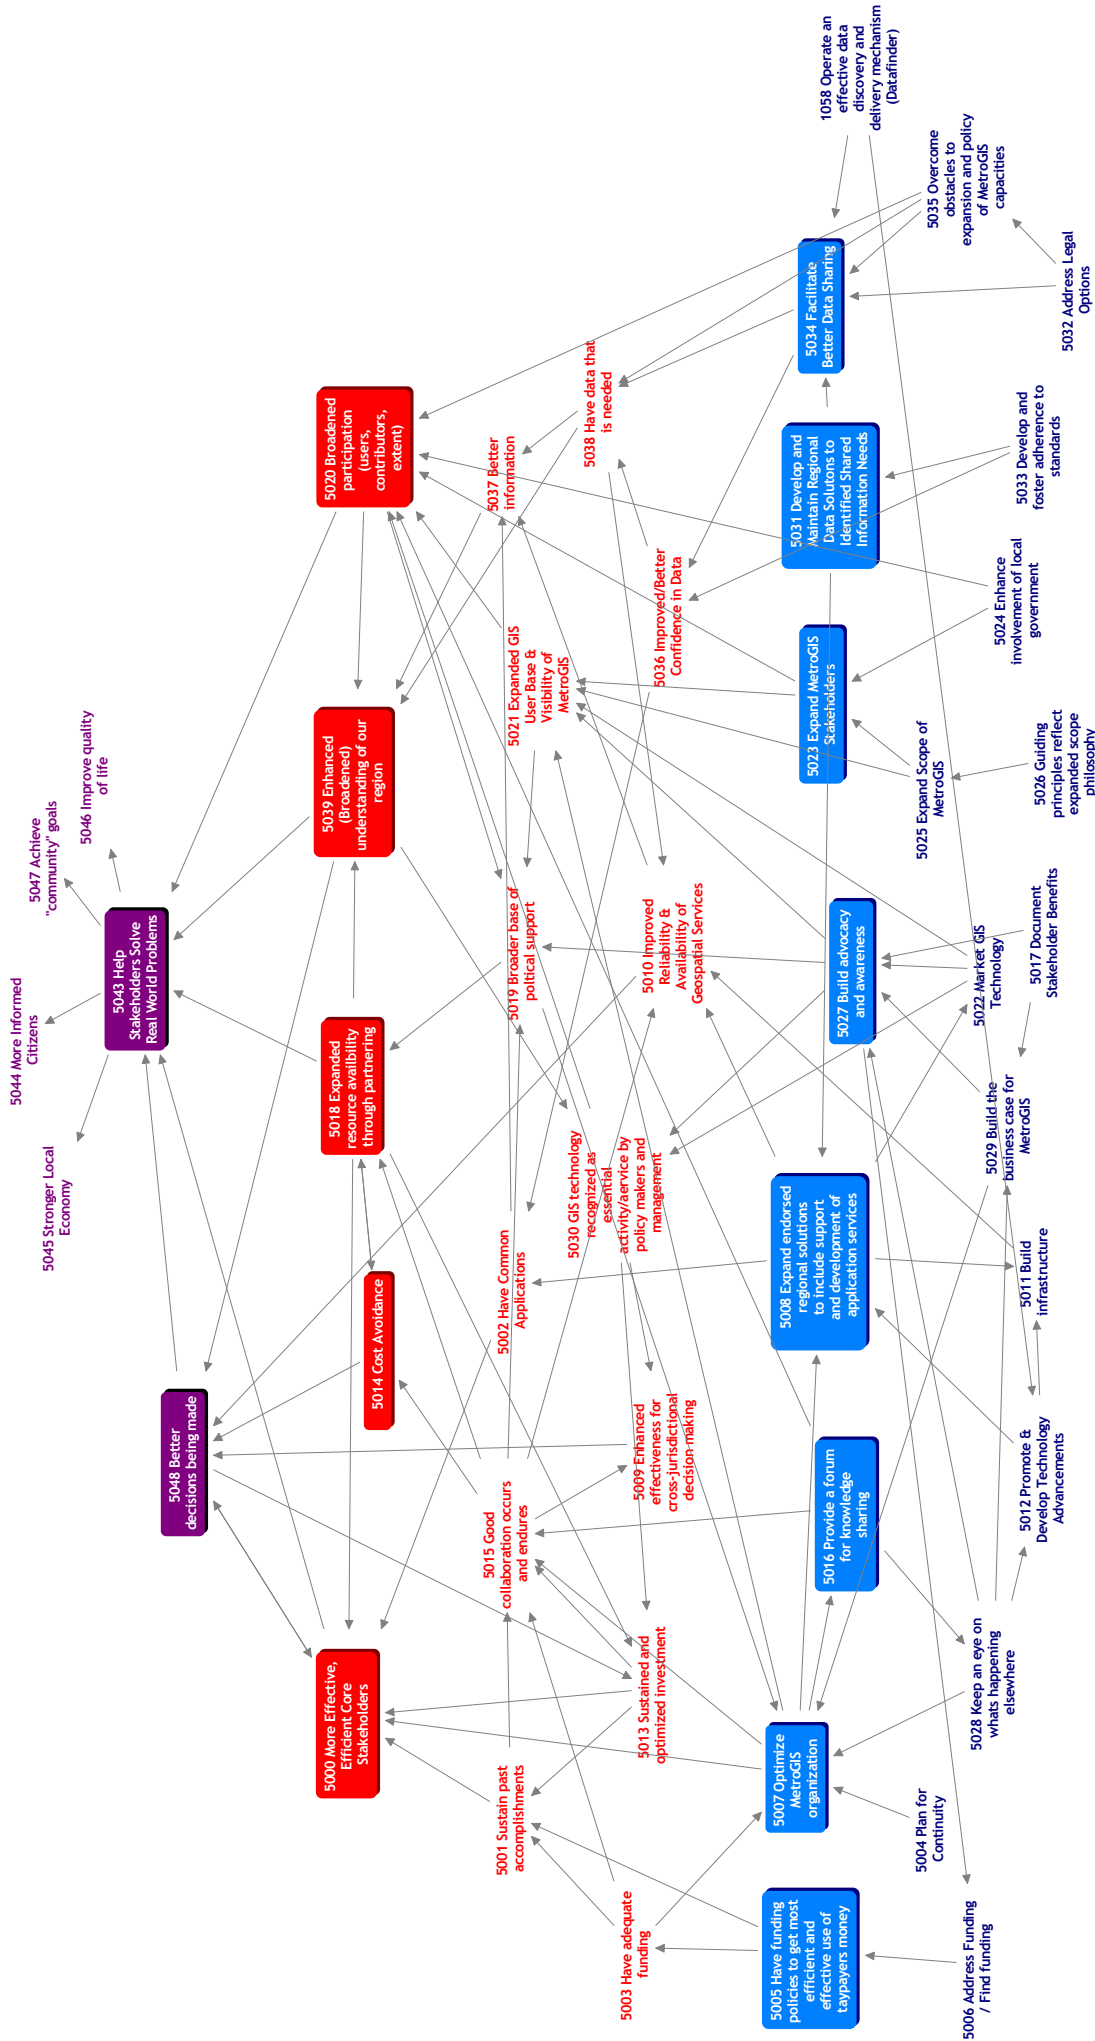 5044 More Informed
Citizens
5045 Stronger Local
Economy
5047 Achieve
"community" goals
5046 Improve quality
of life
5043 Help
Stakeholders Solve
Real World Problems
5048 Better
decisions being made
5000 More Effective,
Efficient Core
Stakeholders
5014 Cost Avoidance
5018 Expanded
resource availbility
through partnering
5039 Enhanced
(Broadened)
understanding of our
region
5020 Broadened
participation
(users,
contributors,
extent)
5001 Sustain past
accomplishments
5015 Good
collaboration occurs
and endures
5002 Have Common
Applications
5019 Broader base of
poltical support
5021 Expanded GIS
User Base &
Visibility of
MetroGIS
5037 Better
information
5038 Have data that
is needed
5003 Have adequate
funding
5013 Sustained and
optimized investment
5009 Enhanced
effectiveness for
cross-jurisdictional
decision making
5030 GIS technology
recognized as
essential
activity/aervice by
policy makers and
management
5010 Improved
Reliability &
Availability of
Geospatial Services
5036 Improved/Better
Confidence in Data
5005 Have funding
policies to get most
efficient and
effective use of
taypayers money
5007 Optimize
MetroGIS
organization
5016 Provide a forum
for knowledge
sharing
5008 Expand endorsed
regional solutions
to include support
and development of
application services
5027 Build advocacy
and awareness
5023 Expand MetroGIS
Stakeholders
5031 Develop and
Maintain Regional
Data Solutons to
Identified Shared
Information Needs
5034 Facilitate
Better Data Sharing
1058 Operate an
effective data
discovery and
delivery mechanism
(Datafinder)
5006 Address Funding
/ Find funding
5004 Plan for
Continuity
5028 Keep an eye on
whats happening
elsewhere
5012 Promote &
Develop Technology
Advancements
5011 Build
infrastructure
5029 Build the
business case for
MetroGIS
5022 Market GIS
Technology
5017 Document
Stakeholder Benefits
5025 Expand Scope of
MetroGIS
5026 Guiding
principles reflect
expanded scope
philosophy
5024 Enhance
involvement of local
government
5033 Develop and
foster adherence to
standards
5032 Address Legal
Options
5035 Overcome
obstacles to
expansion and policy
of MetroGIS
capacities